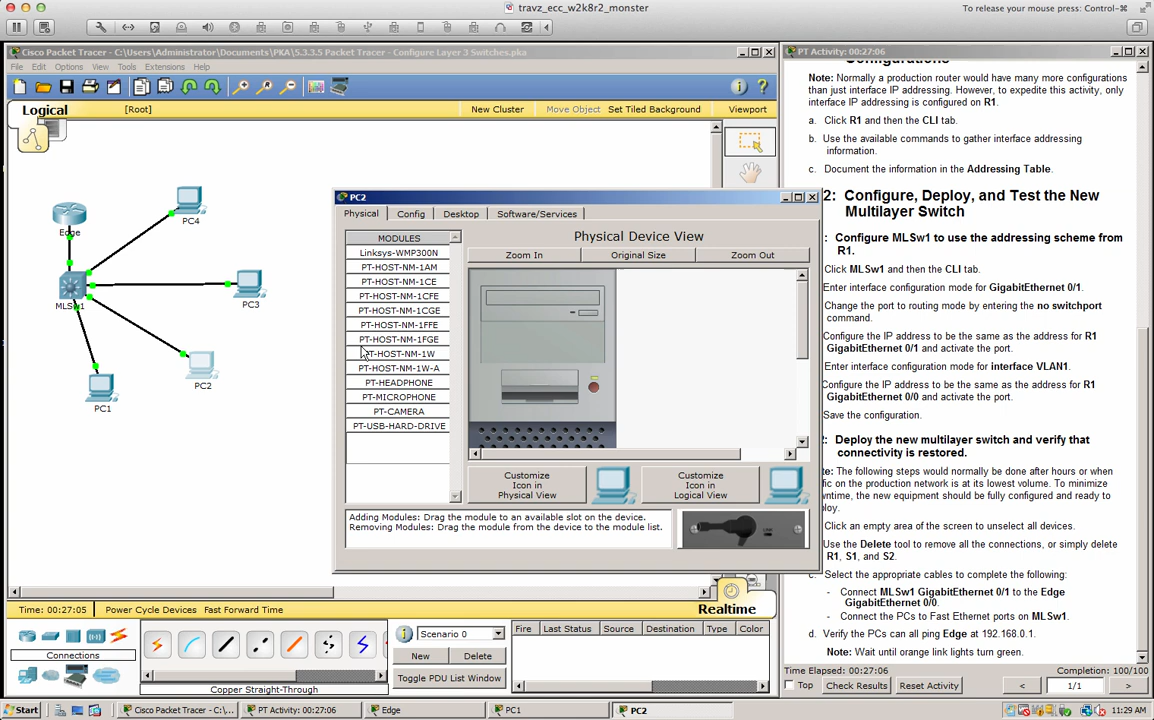 travz_ecc_w2k8r2_monster
To release your mouse press: Control-⌘
Cisco Packet Tracer - C:\Users\Administrator\Documents\PKA\5.3.3.5 Packet Tracer - Configure Layer 3 Switches.pka
File Edit Options View Tools Extensions Help
Logical
[Root]
New Cluster
Move Object
Set Tiled Background
Viewport
PC4
Edge
PC3
MLSw1
PC2
PC1
PC2
Physical
Config
Desktop
Software/Services
MODULES
Linksys-WMP300N
PT-HOST-NM-1AM
PT-HOST-NM-1CE
PT-HOST-NM-1CFE
PT-HOST-NM-1CGE
PT-HOST-NM-1FFE
PT-HOST-NM-1FGE
PT-HOST-NM-1W
PT-HOST-NM-1W-A
PT-HEADPHONE
PT-MICROPHONE
PT-CAMERA
PT-USB-HARD-DRIVE
Physical Device View
Zoom In
Original Size
Zoom Out
Customize
Icon in
Physical View
Customize
Icon in
Logical View
Adding Modules: Drag the module to an available slot on the device.
Removing Modules: Drag the module from the device to the module list.
Time: 00:27:05
Power Cycle Devices
Fast Forward Time
Realtime
Connections
Copper Straight-Through
Scenario 0
New
Delete
Toggle PDU List Window
Fire
Last Status
Source
Destination
Type
Color
PT Activity: 00:27:06
Configurations
Note: Normally a production router would have many more configurations
than just interface IP addressing. However, to expedite this activity, only
interface IP addressing is configured on R1.
a. Click R1 and then the CLI tab.
b. Use the available commands to gather interface addressing
information.
c. Document the information in the Addressing Table.
2: Configure, Deploy, and Test the New
Multilayer Switch
: Configure MLSw1 to use the addressing scheme from
R1.
Click MLSw1 and then the CLI tab.
Enter interface configuration mode for GigabitEthernet 0/1.
Change the port to routing mode by entering the no switchport
command.
Configure the IP address to be the same as the address for R1
GigabitEthernet 0/1 and activate the port.
Enter interface configuration mode for interface VLAN1.
Configure the IP address to be the same as the address for R1
GigabitEthernet 0/0 and activate the port.
Save the configuration.
2: Deploy the new multilayer switch and verify that
connectivity is restored.
te: The following steps would normally be done after hours or when
fic on the production network is at its lowest volume. To minimize
wntime, the new equipment should be fully configured and ready to
ploy.
Click an empty area of the screen to unselect all devices.
Use the Delete tool to remove all the connections, or simply delete
R1, S1, and S2.
c. Select the appropriate cables to complete the following:
- Connect MLSw1 GigabitEthernet 0/1 to the Edge
GigabitEthernet 0/0.
- Connect the PCs to Fast Ethernet ports on MLSw1.
d. Verify the PCs can all ping Edge at 192.168.0.1.
Note: Wait until orange link lights turn green.
Time Elapsed: 00:27:06
Completion: 100/100
Top
Check Results
Reset Activity
<
1/1
>
Start
Cisco Packet Tracer - C:\...
PT Activity: 00:27:06
Edge
PC1
PC2
11:29 AM